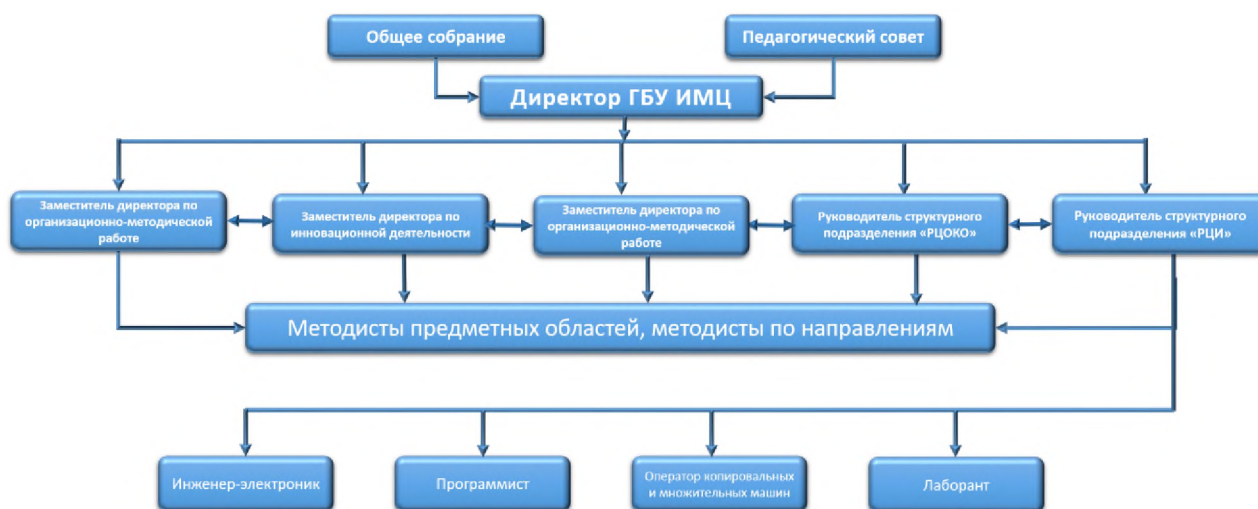 Общее собрание
Педагогический совет
Директор ГБУ ИМЦ
Заместитель директора по
организационно-методической
работе
Заместитель директора по
инновационной деятельности
Заместитель директора по
организационно-методической
работе
Руководитель структурного
подразделения «РЦОКО»
Руководитель структурного
подразделения «РЦИ»
Методисты предметных областей, методисты по направлениям
Инженер-электроник
Программист
Оператор копировальных
и множительных машин
Лаборант